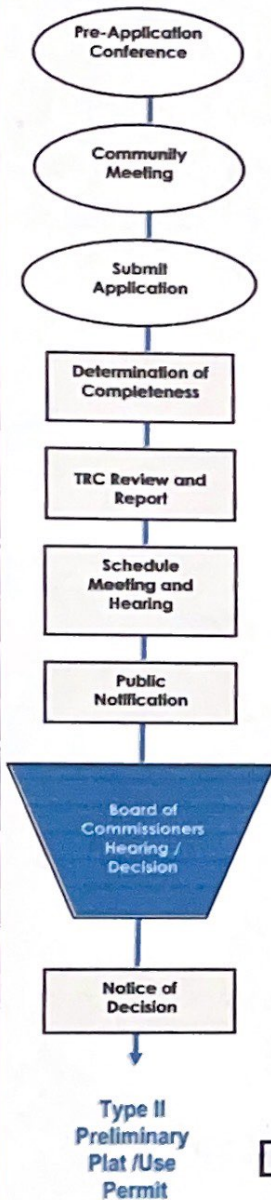 Pre-Application
Conference
Community
Meeting
Submit
Application
Determination of
Completeness
TRC Review and
Report
Schedule
Meeting and
Hearing
Public
Notification
Board of
Commissioners
Hearing /
Decision
Notice of
Decision
Type II
Preliminary
Plat /Use
Permit